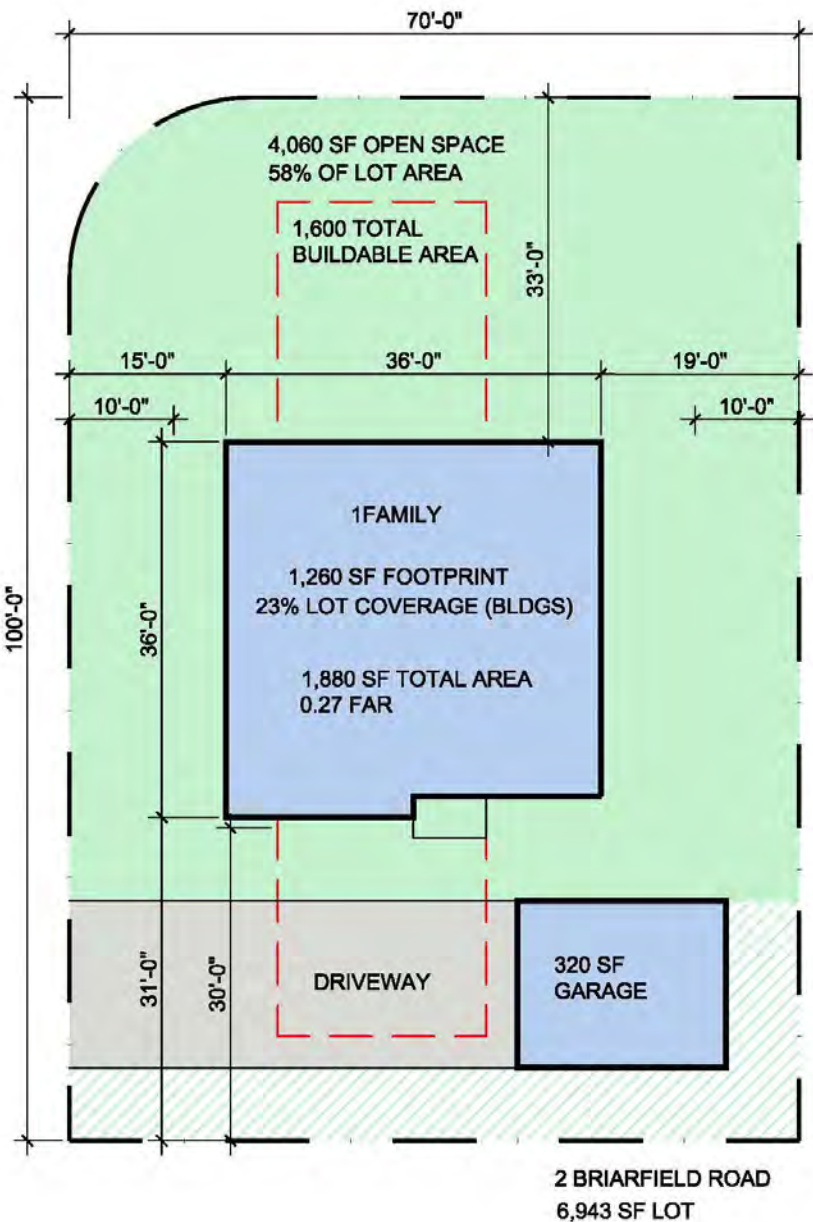 70'-0"
4,060 SF OPEN SPACE
58% OF LOT AREA
1,600 TOTAL
BUILDABLE AREA
33'-0"
15'-0"
36'-0"
19'-0"
10'-0"
10'-0"
100'-0"
36'-0"
1FAMILY
1,260 SF FOOTPRINT
23% LOT COVERAGE (BLDGS)
1,880 SF TOTAL AREA
0.27 FAR
31'-0"
30'-0"
DRIVEWAY
320 SF
GARAGE
2 BRIARFIELD ROAD
6,943 SF LOT